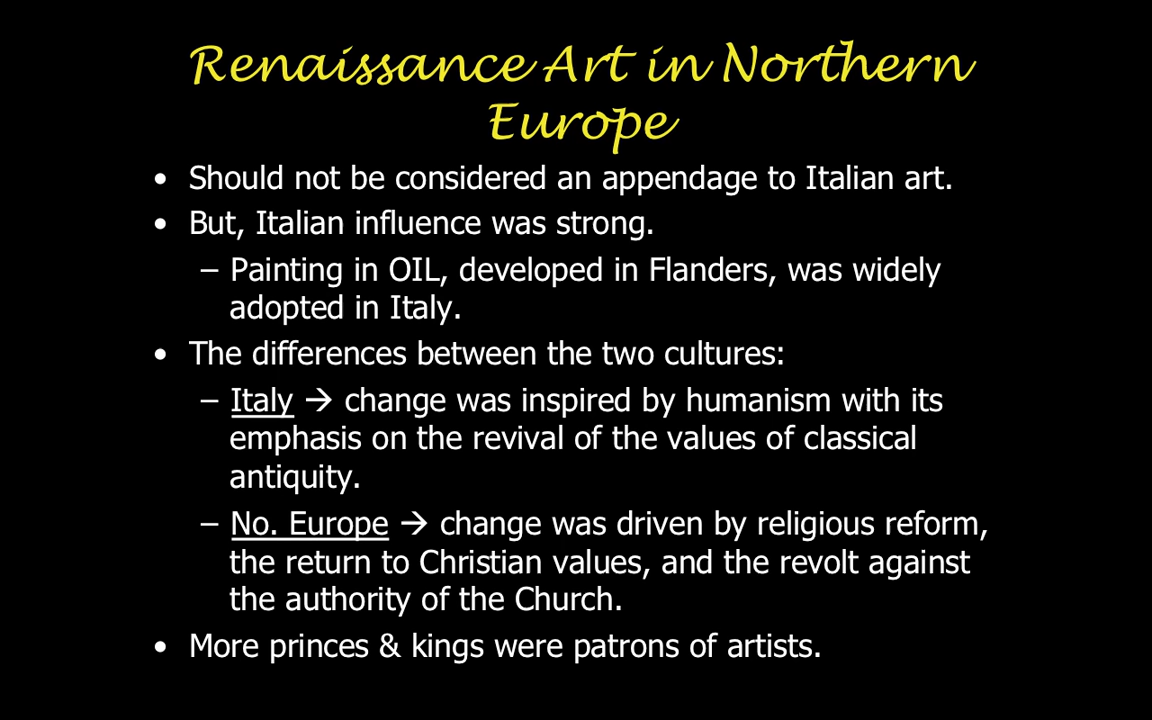 Renaissance Art in Northern
Europe
• Should not be considered an appendage to Italian art.
• But, Italian influence was strong.
– Painting in OIL, developed in Flanders, was widely
adopted in Italy.
• The differences between the two cultures:
– Italy → change was inspired by humanism with its
emphasis on the revival of the values of classical
antiquity.
– No. Europe → change was driven by religious reform,
the return to Christian values, and the revolt against
the authority of the Church.
• More princes & kings were patrons of artists.